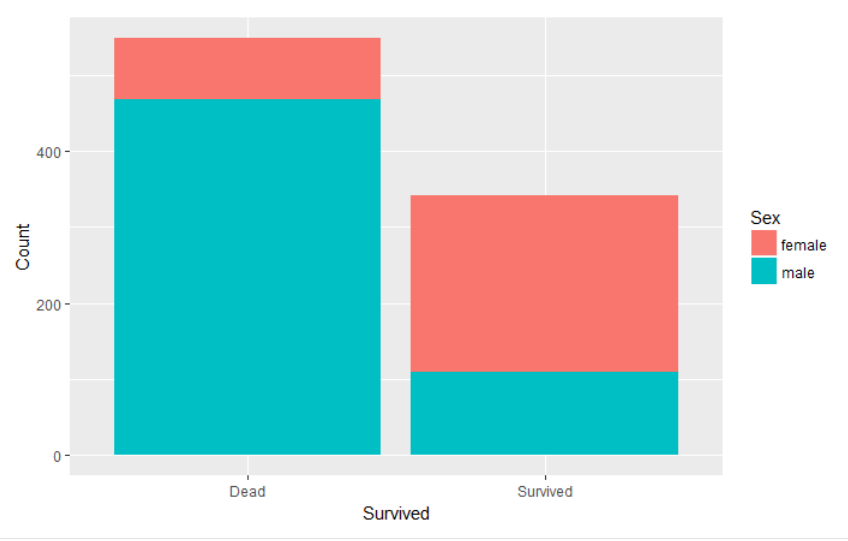 400
200
0
Count
Dead
Survived
Survived
Sex
female
male